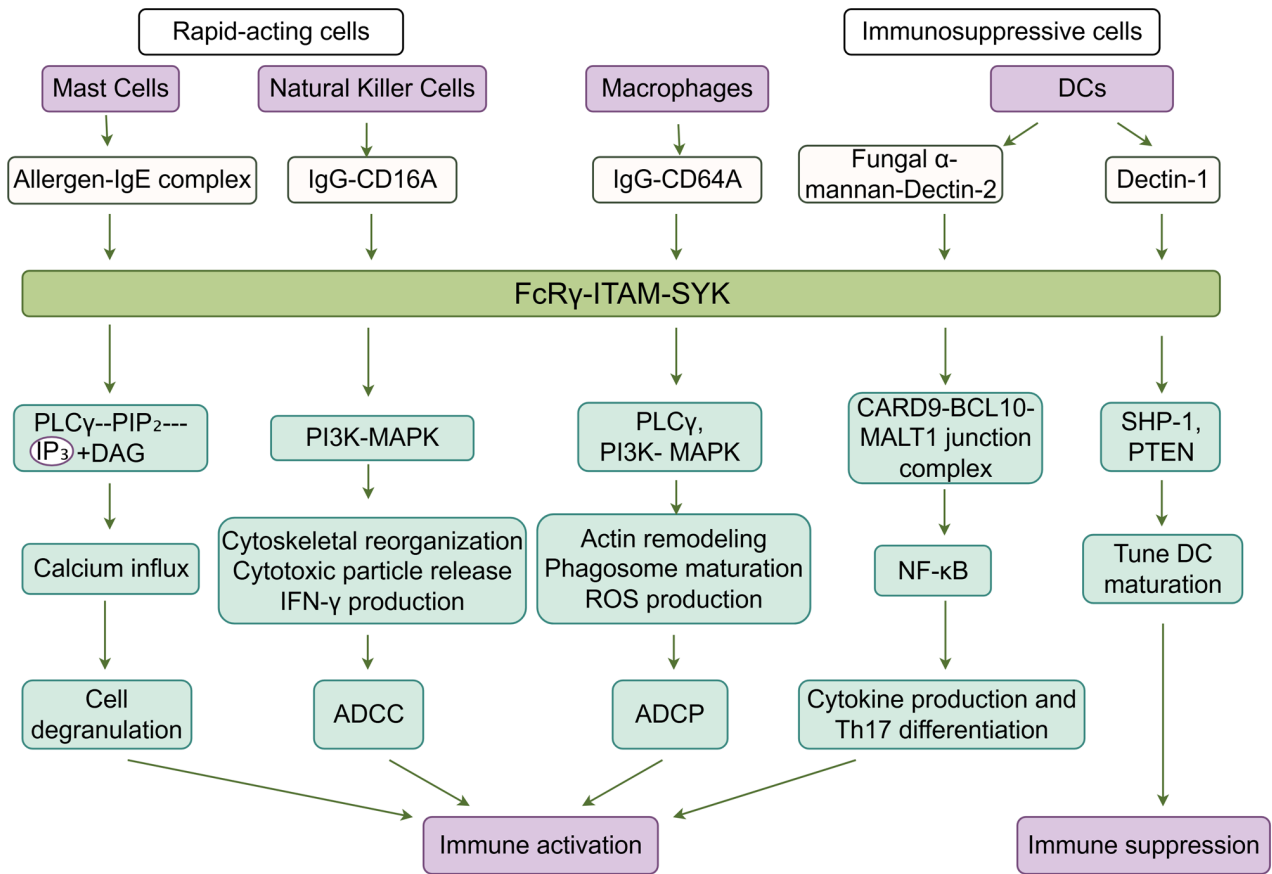 Rapid-acting cells
Immunosuppressive cells
Mast Cells
Natural Killer Cells
Macrophages
DCs
Allergen-IgE complex
IgG-CD16A
IgG-CD64A
Fungal α-
mannan-Dectin-2
Dectin-1
FcRγ-ITAM-SYK
PLCγ--PIP₂---
IP₃+DAG
PI3K-MAPK
PLCγ,
PI3K- MAPK
CARD9-BCL10-
MALT1 junction
complex
SHP-1,
PTEN
Calcium influx
Cytoskeletal reorganization
Cytotoxic particle release
IFN-γ production
Actin remodeling
Phagosome maturation
ROS production
NF-κB
Tune DC
maturation
Cell
degranulation
ADCC
ADCP
Cytokine production and
Th17 differentiation
Immune activation
Immune suppression